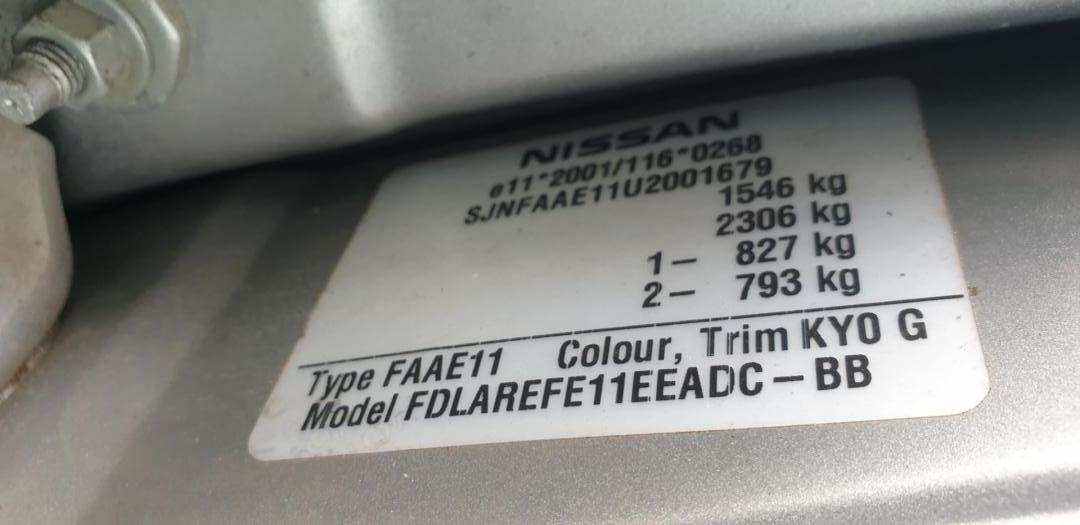 NISSAN
e11*2001/116*0268
SJNFAAE11U2001679
1546 kg
2306 kg
1- 827 kg
2- 793 kg
Type FAAE11 Colour, Trim KY0 G
Model FDLAREFE11EEADC-BB